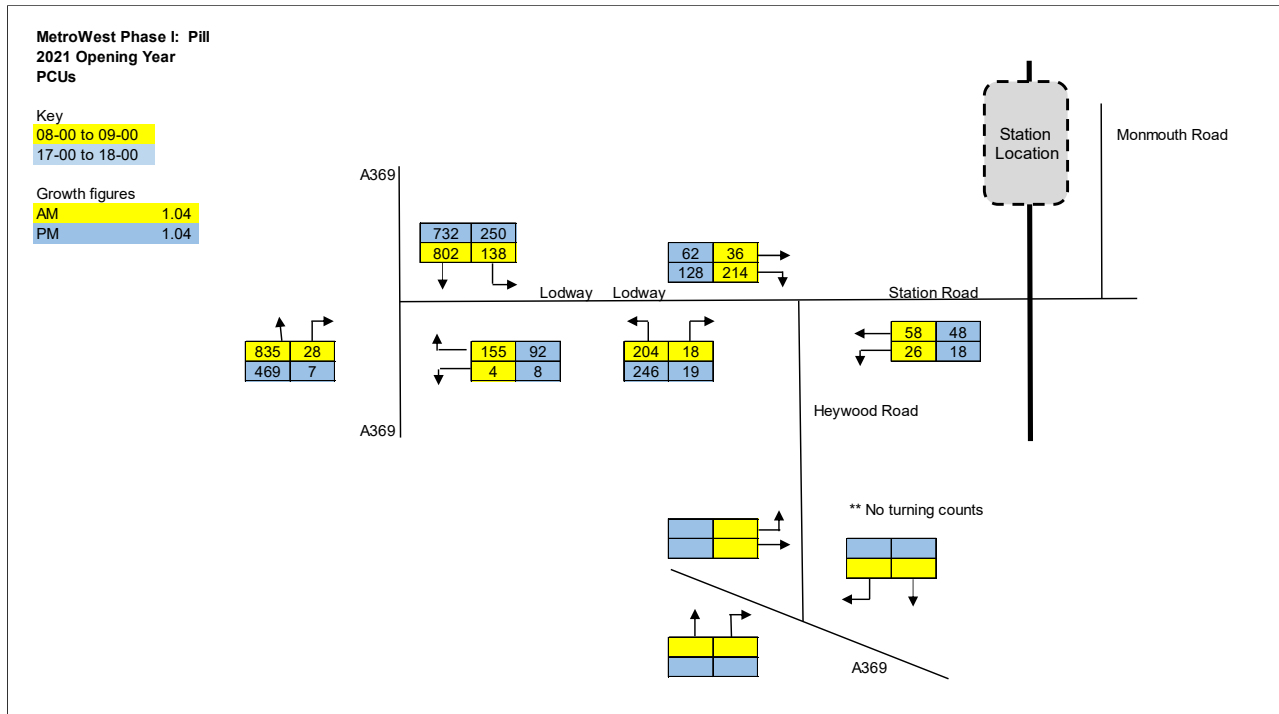 MetroWest Phase I: Pill
2021 Opening Year
PCUs
Key
08-00 to 09-00
17-00 to 18-00
Growth figures
AM 1.04
PM 1.04
Station
Location
Monmouth Road
A369
732 250
802 138
62 36
128 214
Lodway Lodway Station Road
835 28
469 7
155 92
4 8
204 18
246 19
58 48
26 18
Heywood Road
A369
** No turning counts
A369